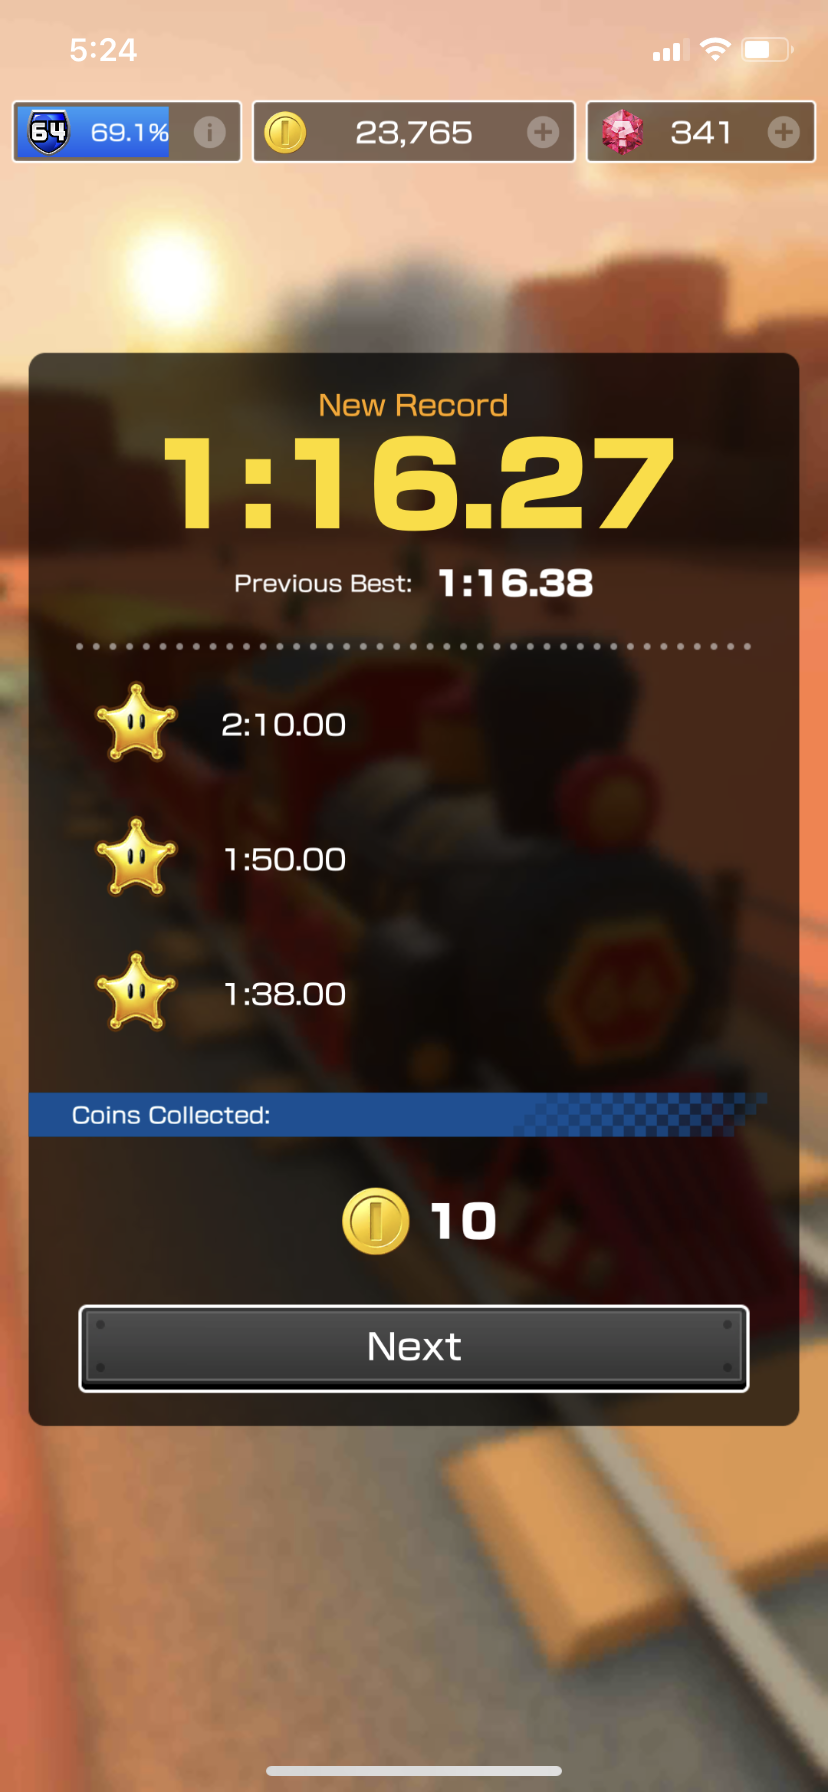 5:24
64 69.1% i
23,765 +
? 341 +
New Record
1:16.27
Previous Best: 1:16.38
2:10.00
1:50.00
1:38.00
64
Coins Collected:
10
Next